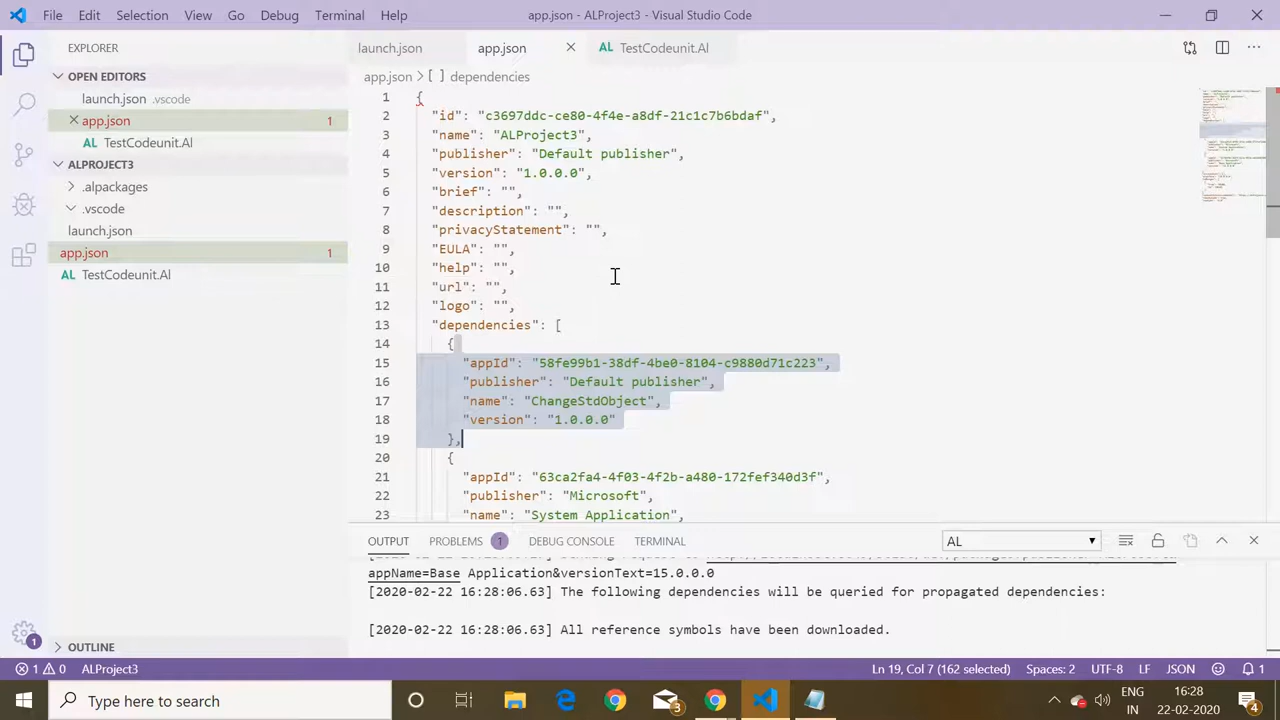 File Edit Selection View Go Debug Terminal Help
app.json - ALProject3 - Visual Studio Code
EXPLORER
OPEN EDITORS
launch.json .vscode
app.json 1
TestCodeunit.Al
ALPROJECT3
.alpackages
.vscode
launch.json
app.json 1
AL TestCodeunit.Al
OUTLINE
launch.json app.json AL TestCodeunit.Al
app.json > [ ] dependencies
1 {
2 "id": "c3697ddc-ce80-4f4e-a8df-21c1c7b6bdaf",
3 "name": "ALProject3",
4 "publisher": "Default publisher",
5 "version": "1.0.0.0",
6 "brief": "",
7 "description": "",
8 "privacyStatement": "",
9 "EULA": "",
10 "help": "",
11 "url": "",
12 "logo": "",
13 "dependencies": [
14 {
15 "appId": "58fe99b1-38df-4be0-8104-c9880d71c223",
16 "publisher": "Default publisher",
17 "name": "ChangeStdObject",
18 "version": "1.0.0.0"
19 },
20 {
21 "appId": "63ca2fa4-4f03-4f2b-a480-172fef340d3f",
22 "publisher": "Microsoft",
23 "name": "System Application",
OUTPUT PROBLEMS 1 DEBUG CONSOLE TERMINAL AL
appName=Base Application&versionText=15.0.0.0
[2020-02-22 16:28:06.63] The following dependencies will be queried for propagated dependencies:
[2020-02-22 16:28:06.63] All reference symbols have been downloaded.
1 0 ALProject3 Ln 19, Col 7 (162 selected) Spaces: 2 UTF-8 LF JSON 1
Type here to search
3
ENG
IN
16:28
22-02-2020
4